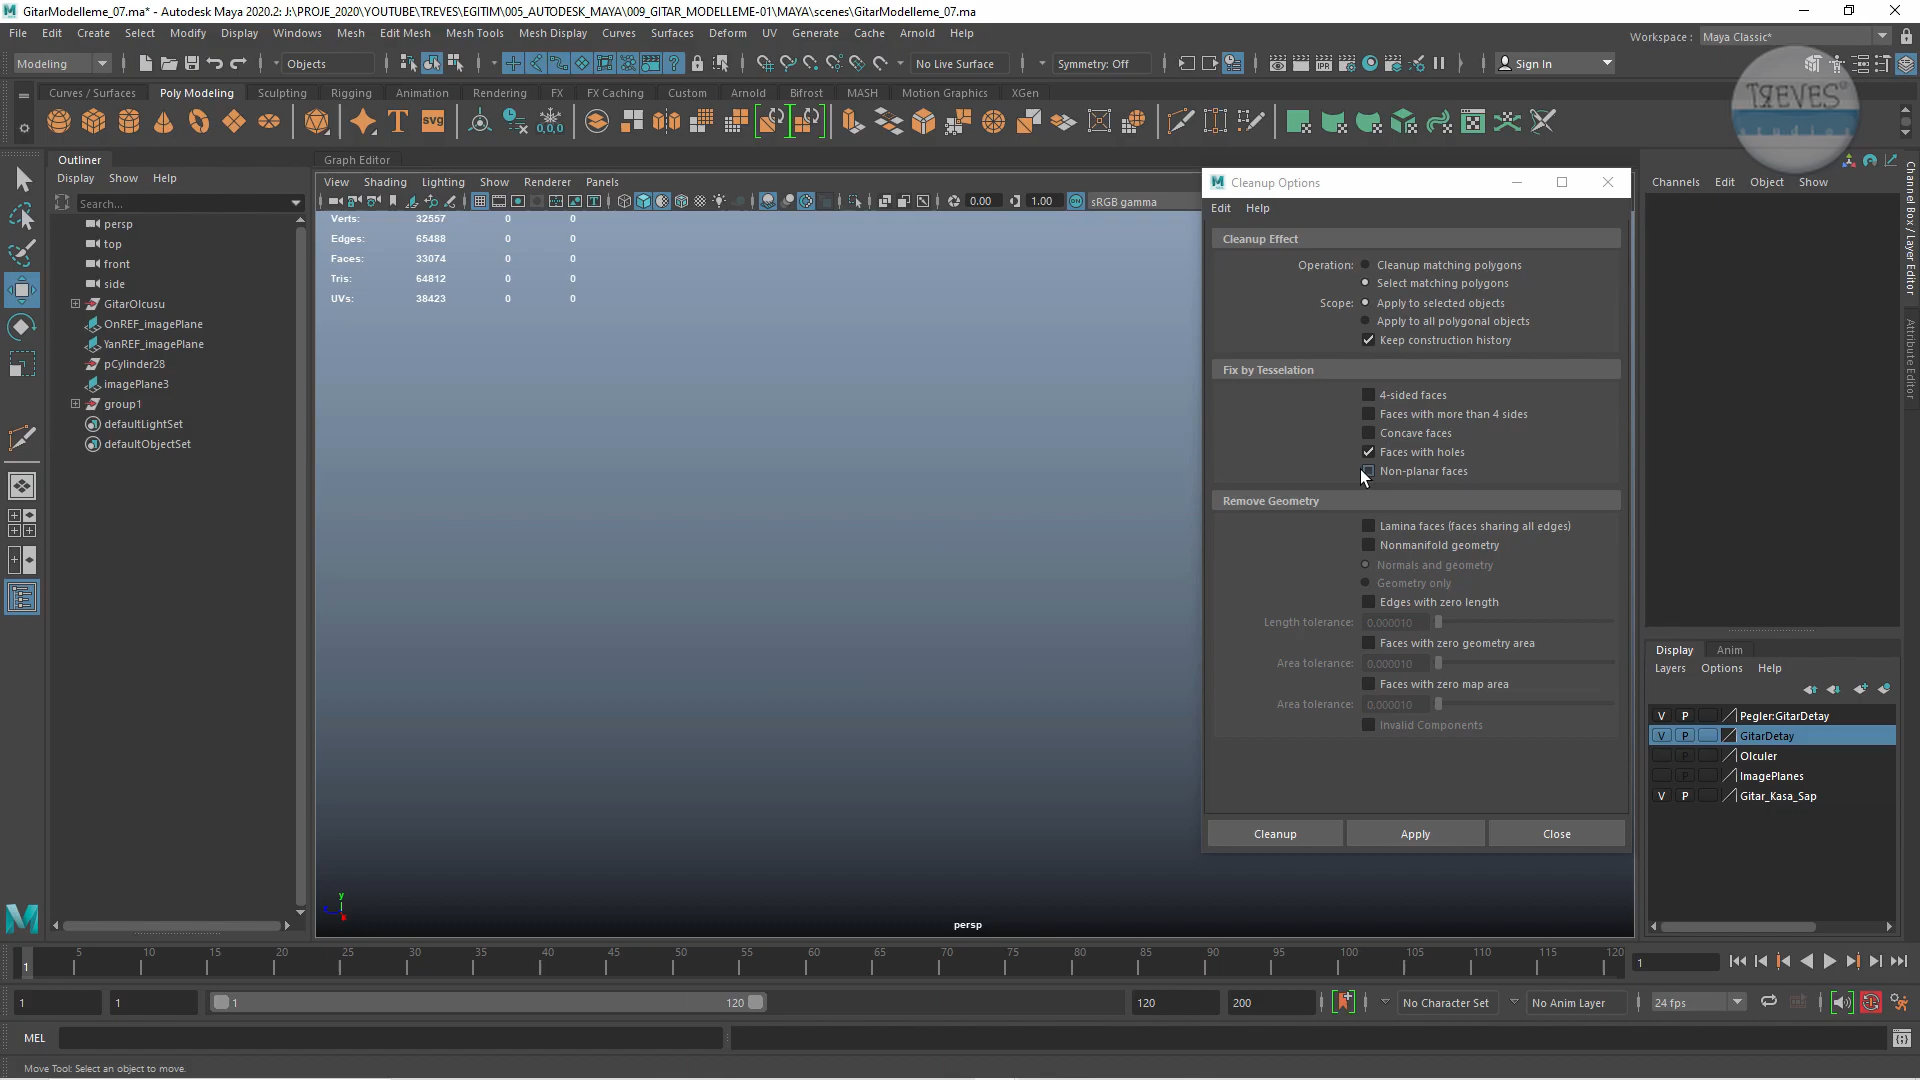 GitarModelleme_07.ma* - Autodesk Maya 2020.2: J:\PROJE_2020\YOUTUBE\TREVES\EGITIM\005_AUTODESK_MAYA\009_GITAR_MODELLEME-01\MAYA\scenes\GitarModelleme_07.ma
File Edit Create Select Modify Display Windows Mesh Edit Mesh Mesh Tools Mesh Display Curves Surfaces Deform UV Generate Cache Arnold Help
Workspace : Maya Classic*
Modeling Objects No Live Surface Symmetry: Off Sign In
Curves / Surfaces Poly Modeling Sculpting Rigging Animation Rendering FX FX Caching Custom Arnold Bifrost MASH Motion Graphics XGen
TREVES
studios
Outliner
Display Show Help
Search...
persp
top
front
side
GitarOlcusu
OnREF_imagePlane
YanREF_imagePlane
pCylinder28
imagePlane3
group1
defaultLightSet
defaultObjectSet
Graph Editor
View Shading Lighting Show Renderer Panels
0.00 1.00 sRGB gamma
Verts: 32557 0 0
Edges: 65488 0 0
Faces: 33074 0 0
Tris: 64812 0 0
UVs: 38423 0 0
persp
Cleanup Options
Edit Help
Cleanup Effect
Operation: Cleanup matching polygons
Select matching polygons
Scope: Apply to selected objects
Apply to all polygonal objects
Keep construction history
Fix by Tesselation
4-sided faces
Faces with more than 4 sides
Concave faces
Faces with holes
Non-planar faces
Remove Geometry
Lamina faces (faces sharing all edges)
Nonmanifold geometry
Normals and geometry
Geometry only
Edges with zero length
Length tolerance: 0.000010
Faces with zero geometry area
Area tolerance: 0.000010
Faces with zero map area
Area tolerance: 0.000010
Invalid Components
Cleanup Apply Close
Channels Edit Object Show
Channel Box / Layer Editor
Attribute Editor
Display Anim
Layers Options Help
V P Pegler:GitarDetay
V P GitarDetay
P Olculer
P ImagePlanes
V P Gitar_Kasa_Sap
1 5 10 15 20 25 30 35 40 45 50 55 60 65 70 75 80 85 90 95 100 105 110 115 120
1
1 1 1 120 120 200 No Character Set No Anim Layer 24 fps
MEL
Move Tool: Select an object to move.